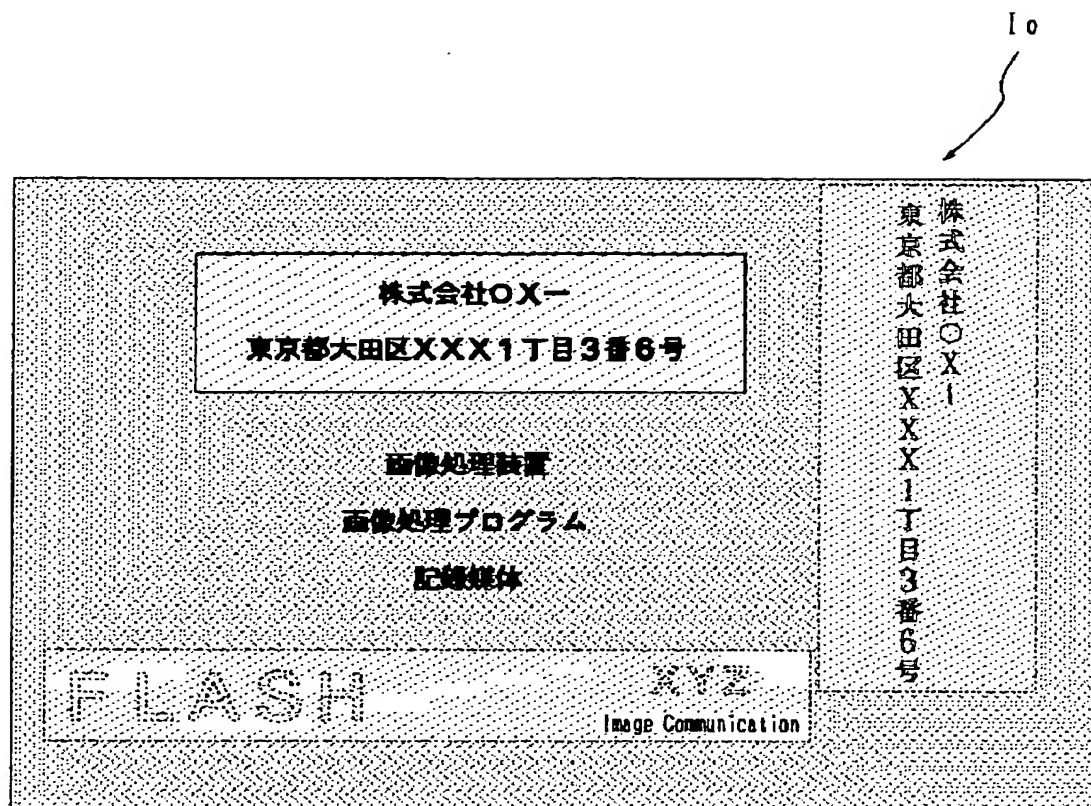 Io
株式会社〇X一
東京都大田区XXX1丁目3番6号
画像処理装置
画像処理プログラム
記録媒体
FLASH
XYZ
Image Communication
株式会社〇Xー
東京都大田区XXX1丁目3番6号